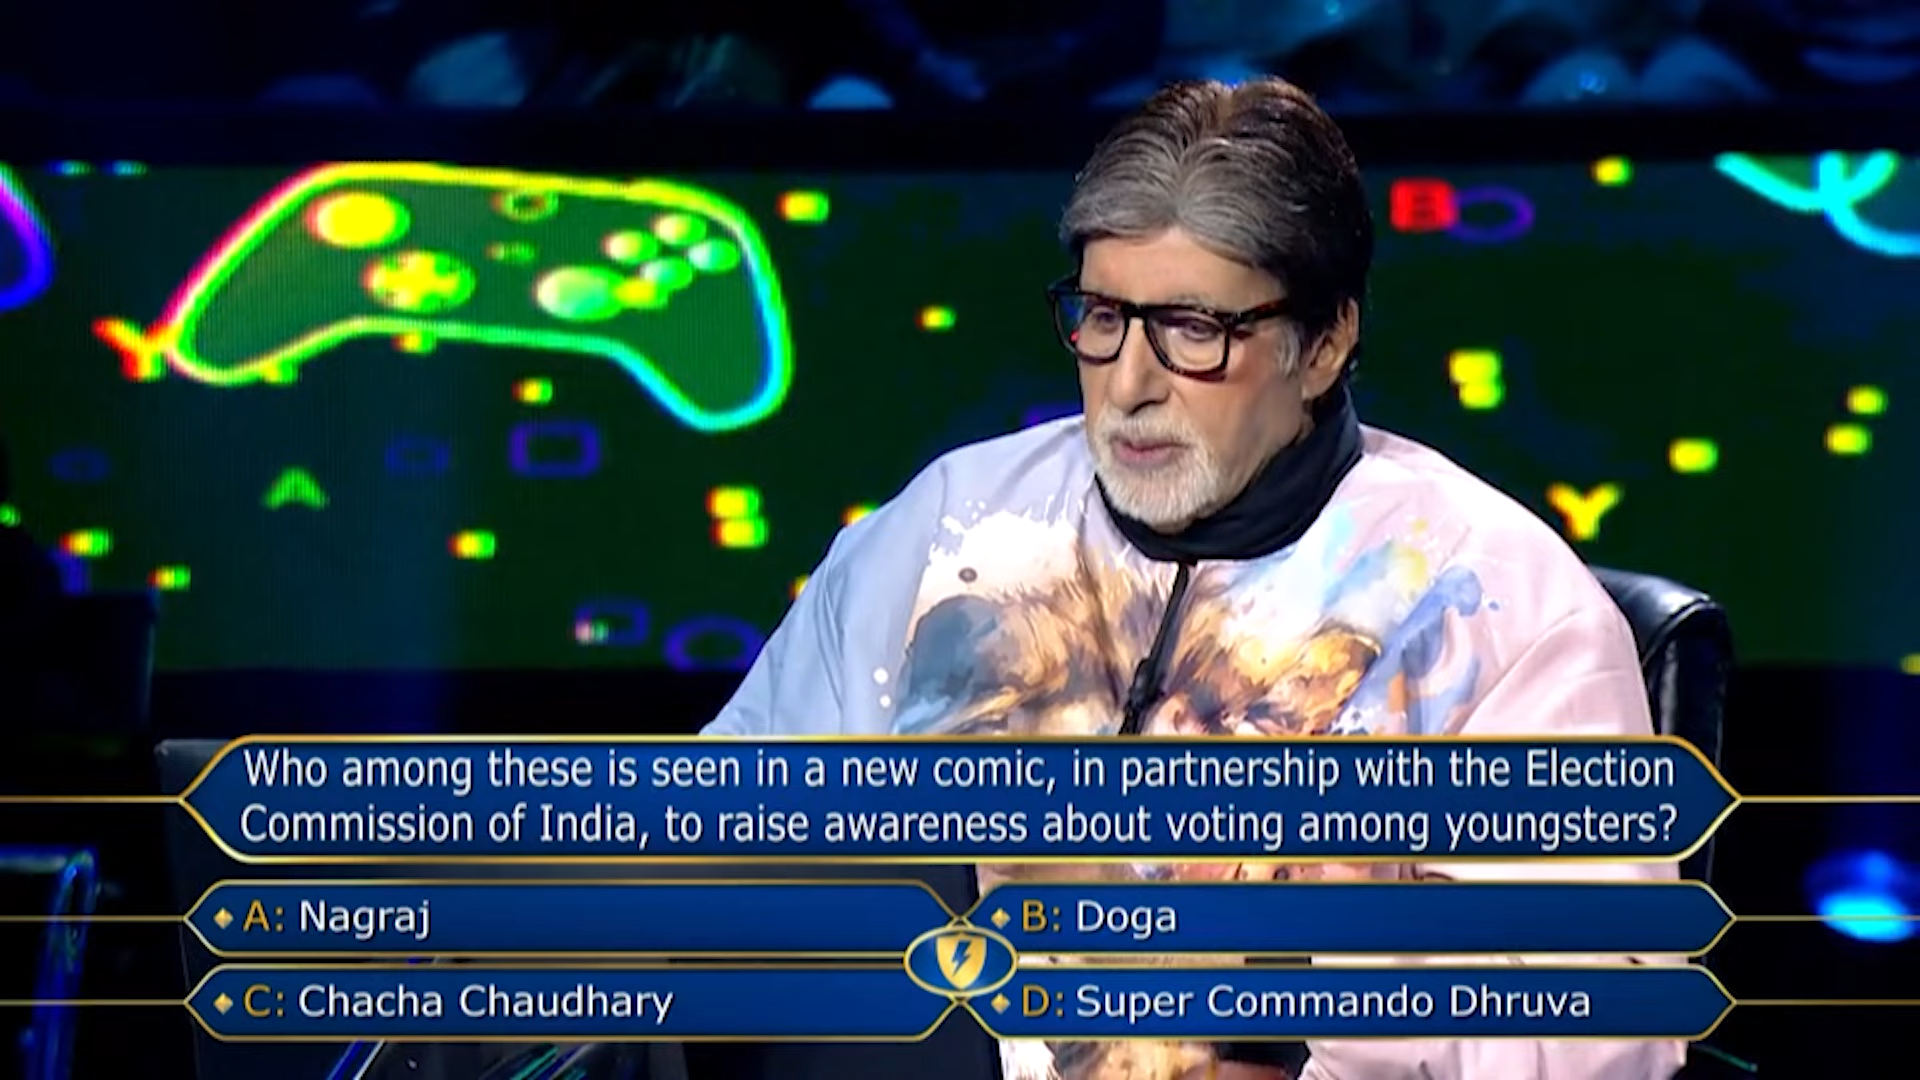 Who among these is seen in a new comic, in partnership with the Election
Commission of India, to raise awareness about voting among youngsters?
A: Nagraj
B: Doga
C: Chacha Chaudhary
D: Super Commando Dhruva
Y
B
Y